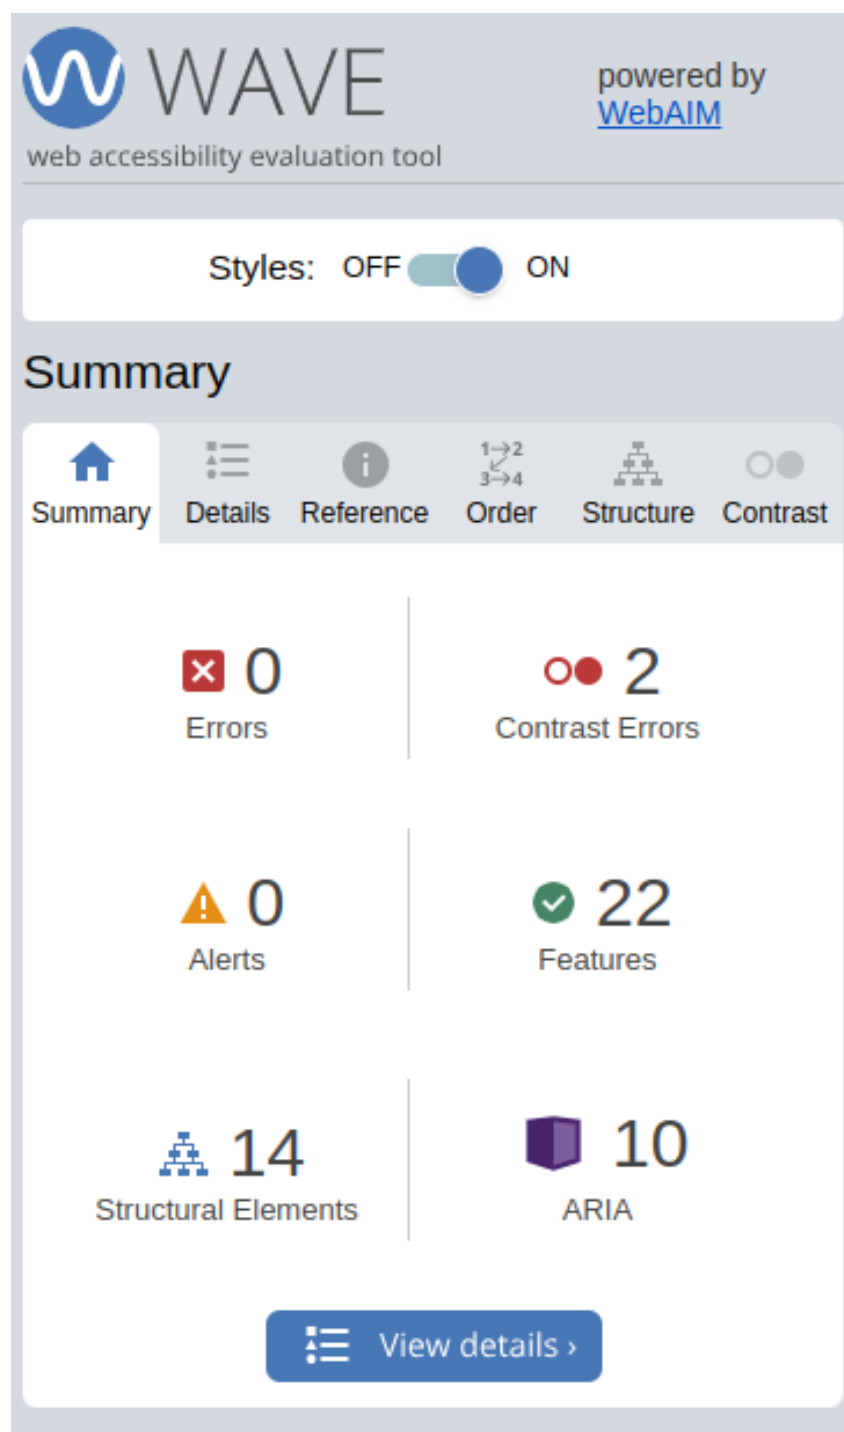 WAVE
powered by
WebAIM
web accessibility evaluation tool
Styles: OFF ON
Summary
1→2
3→4
Summary Details Reference Order Structure Contrast
0
Errors
2
Contrast Errors
0
Alerts
22
Features
14
Structural Elements
10
ARIA
View details ›